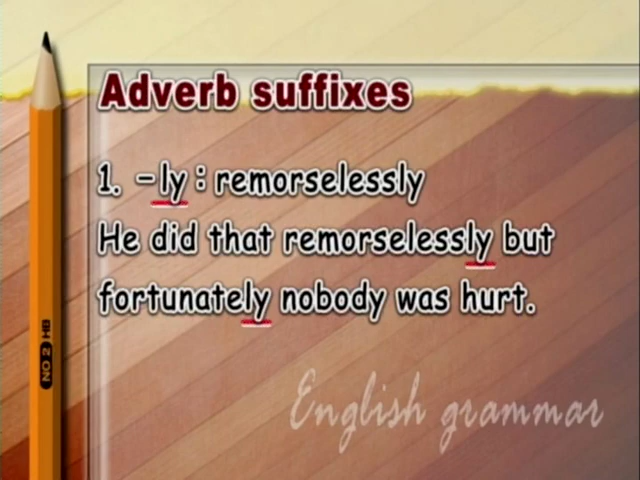 Adverb suffixes
1. –ly : remorselessly
He did that remorselessly but
fortunately nobody was hurt.
English grammar
NO 2 HB